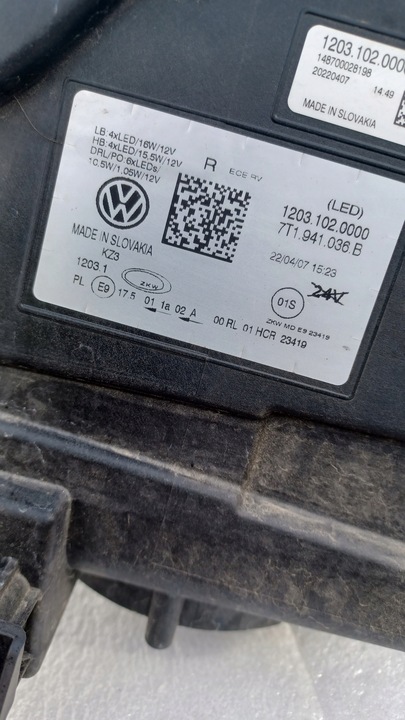 1203.102.000
148700028198
20220407 14 49
MADE IN SLOVAKIA
LB:4xLED/16W/12V
HB:4xLED/15.5W/12V
DRL/PO:6xLEDs/
10.5W/1.05W/12V
R ECE RV
(LED)
1203.102.0000
7T1.941.036 B
MADE IN SLOVAKIA
KZ3
22/04/07 15:23
1203.1
ZKW
01S
24V
PL E9 17.5 01 1a 02 A 00 RL 01 HCR 23419
ZKW MD E9 23419